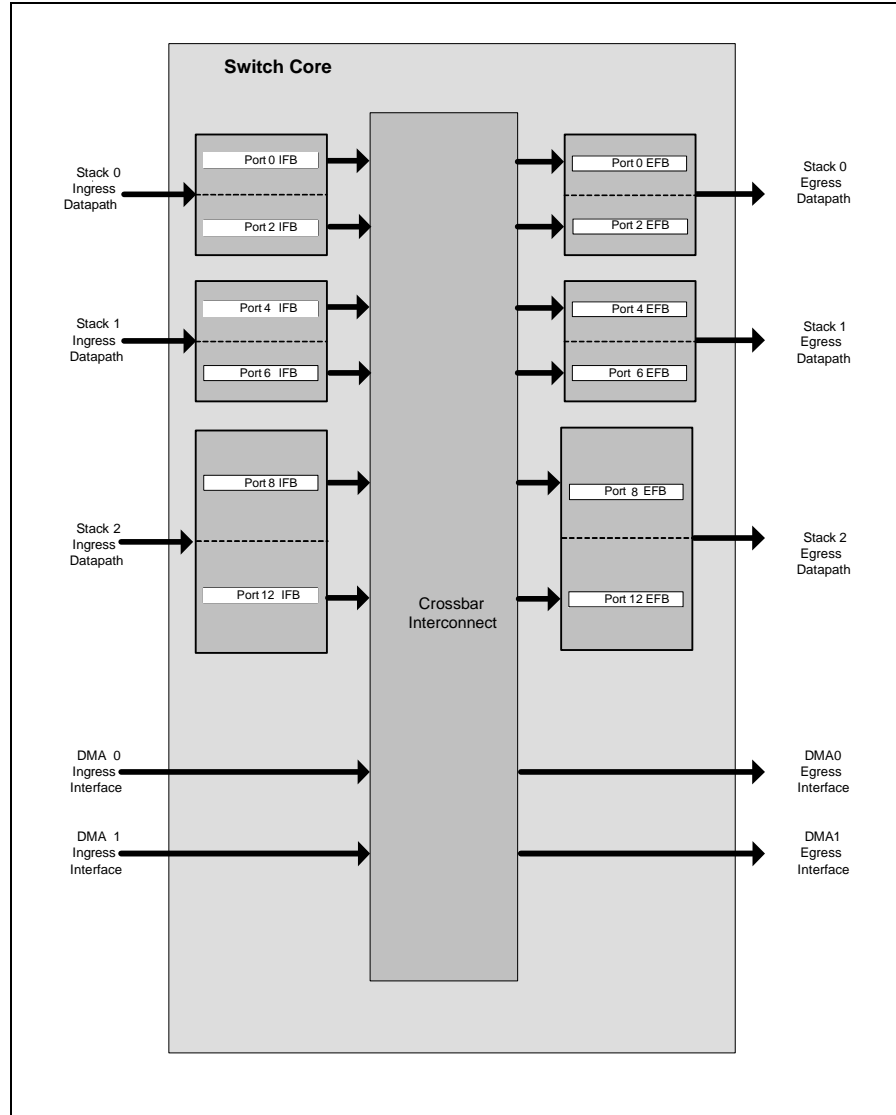 Switch Core
Stack 0
Ingress
Datapath
Port 0 IFB
Port 2 IFB
Port 0 EFB
Port 2 EFB
Stack 0
Egress
Datapath
Stack 1
Ingress
Datapath
Port 4 IFB
Port 6 IFB
Port 4 EFB
Port 6 EFB
Stack 1
Egress
Datapath
Stack 2
Ingress
Datapath
Port 8 IFB
Port 12 IFB
Crossbar
Interconnect
Port 8 EFB
Port 12 EFB
Stack 2
Egress
Datapath
DMA 0
Ingress
Interface
DMA0
Egress
Interface
DMA 1
Ingress
Interface
DMA1
Egress
Interface